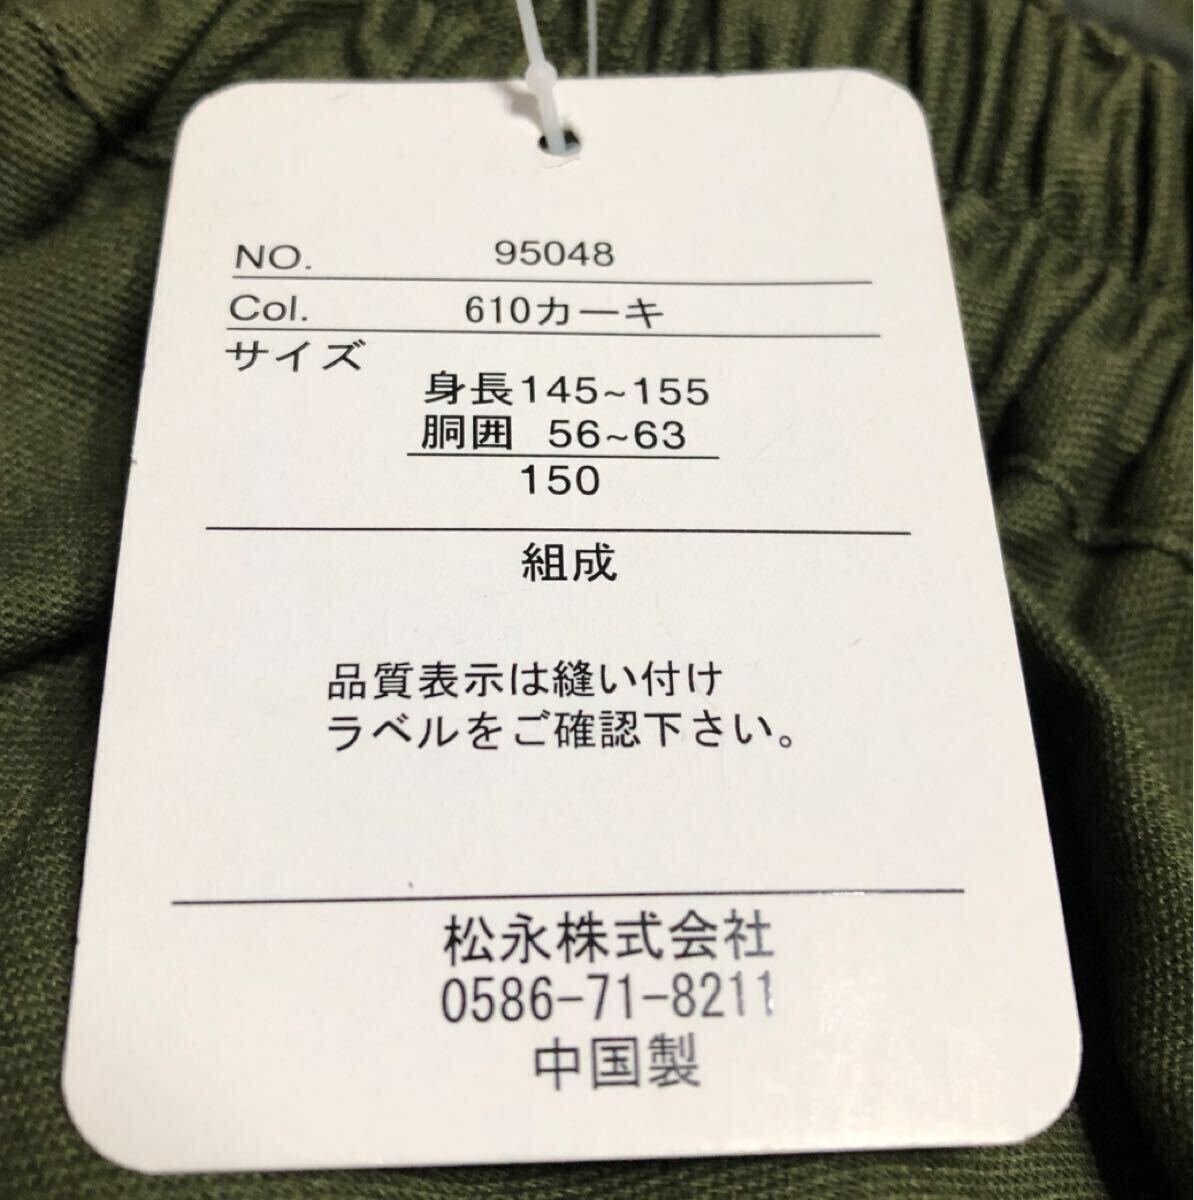 NO. 95048
Col. 610カーキ
サイズ
身長145~155
胴囲 56~63
150
組成
品質表示は縫い付け
ラベルをご確認下さい。
松永株式会社
0586-71-8211
中国製